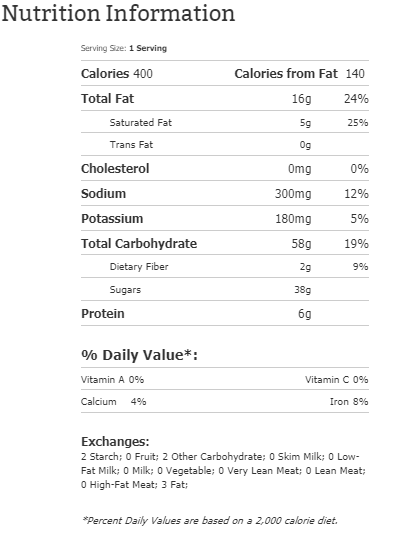 Nutrition Information
Serving Size: 1 Serving
Calories 400 Calories from Fat 140
Total Fat 16g 24%
Saturated Fat 5g 25%
Trans Fat 0g
Cholesterol 0mg 0%
Sodium 300mg 12%
Potassium 180mg 5%
Total Carbohydrate 58g 19%
Dietary Fiber 2g 9%
Sugars 38g
Protein 6g
% Daily Value*:
Vitamin A 0% Vitamin C 0%
Calcium 4% Iron 8%
Exchanges:
2 Starch; 0 Fruit; 2 Other Carbohydrate; 0 Skim Milk; 0 Low-
Fat Milk; 0 Milk; 0 Vegetable; 0 Very Lean Meat; 0 Lean Meat;
0 High-Fat Meat; 3 Fat;
*Percent Daily Values are based on a 2,000 calorie diet.